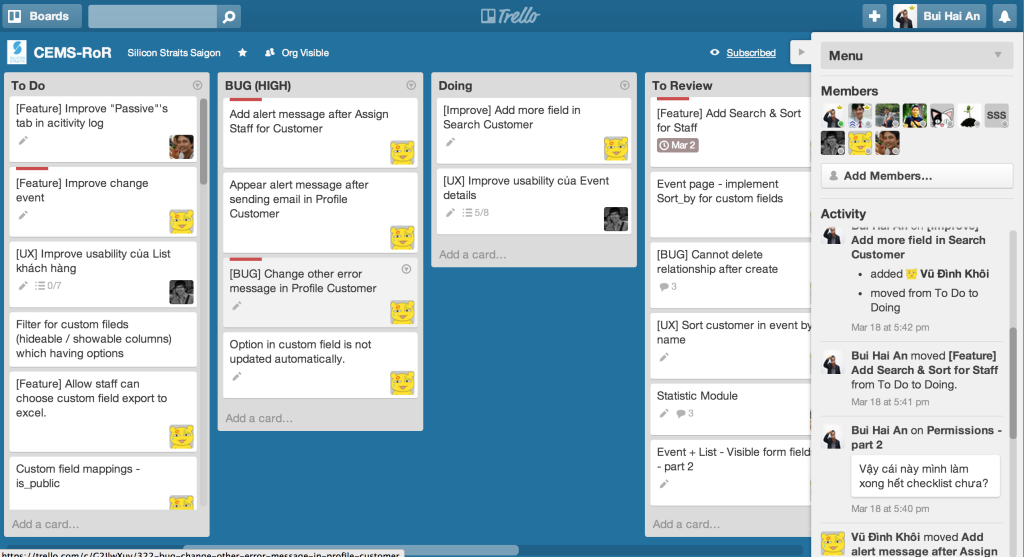 Boards
Trello
Bui Hai An
CEMS-RoR
Silicon Straits Saigon
Org Visible
Subscribed
To Do
[Feature] Improve "Passive"'s
tab in acitivity log
[Feature] Improve change
event
[UX] Improve usability của List
khách hàng
0/7
Filter for custom fileds
(hideable / showable columns)
which having options
[Feature] Allow staff can
choose custom field export to
excel.
Custom field mappings -
is_public
Add a card...
BUG (HIGH)
Add alert message after Assign
Staff for Customer
Appear alert message after
sending email in Profile
Customer
[BUG] Change other error
message in Profile Customer
Option in custom field is not
updated automatically.
Add a card...
Doing
[Improve] Add more field in
Search Customer
[UX] Improve usability của Event
details
5/8
Add a card...
To Review
[Feature] Add Search & Sort
for Staff
Mar 2
Event page - implement
Sort_by for custom fields
[BUG] Cannot delete
relationship after create
3
[UX] Sort customer in event by
name
Statistic Module
3
Event + List - Visible form field
- part 2
Add a card...
Menu
Members
SSS
Add Members...
Activity
Bui Hai An on [Improve]
Add more field in Search
Customer
• added Vũ Đình Khôi
• moved from To Do to
Doing
Mar 18 at 5:42 pm
Bui Hai An moved [Feature]
Add Search & Sort for Staff
from To Do to Doing.
Mar 18 at 5:41 pm
Bui Hai An on Permissions -
part 2
Vậy cái này mình làm
xong hết checklist chưa?
Mar 18 at 5:40 pm
Vũ Đình Khôi moved Add
alert message after Assign
https://trello.com/c/G2JlwXuv/322-bug-change-other-error-message-in-profile-customer